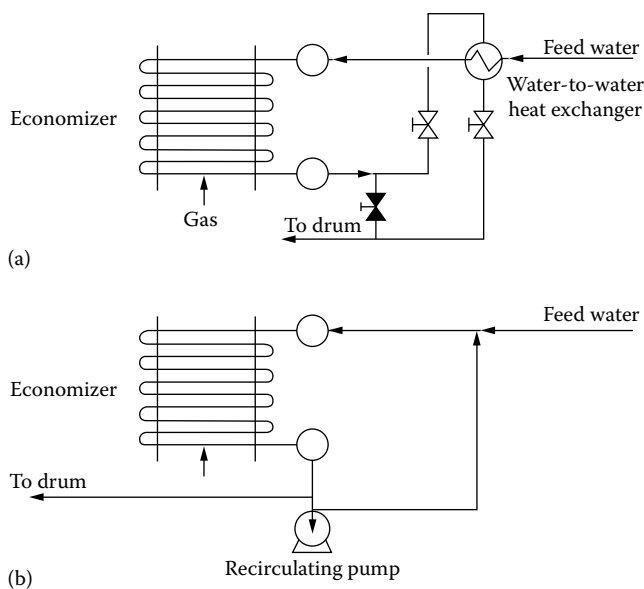 Feed water
Water-to-water
heat exchanger
Economizer
Gas
To drum
(a)
Feed water
Economizer
To drum
Recirculating pump
(b)